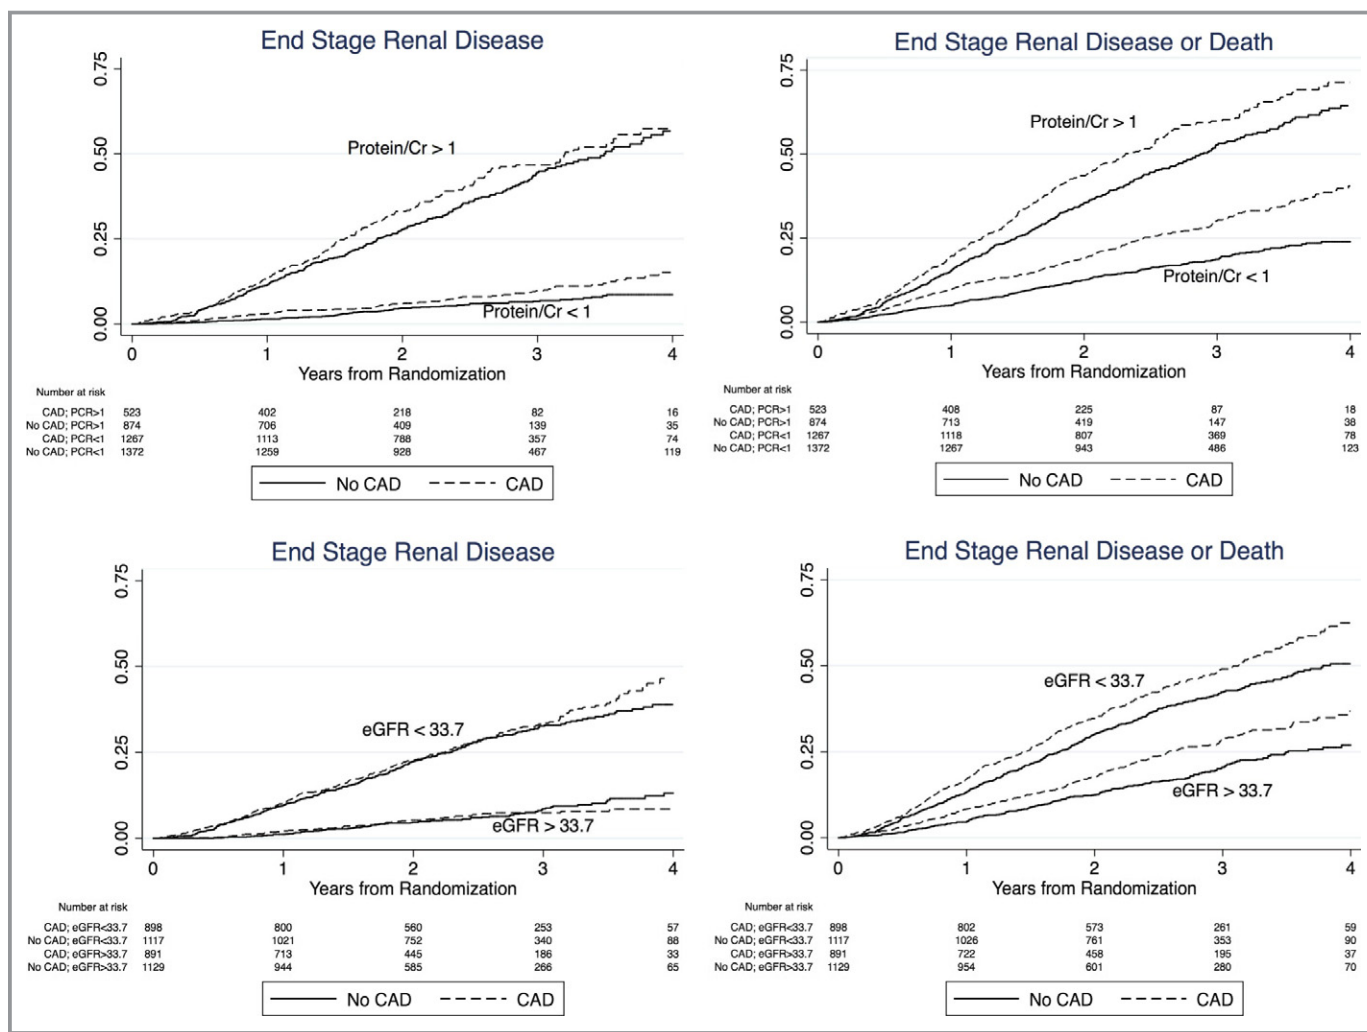 End Stage Renal Disease
0.75
0.50
0.25
0.00
Protein/Cr > 1
Protein/Cr < 1
0 1 2 3 4
Years from Randomization
Number at risk
CAD; PCR>1 523 402 218 82 16
No CAD; PCR>1 874 706 409 139 35
CAD; PCR<1 1267 1113 788 357 74
No CAD; PCR<1 1372 1259 928 467 119
No CAD CAD
End Stage Renal Disease or Death
0.75
0.50
0.25
0.00
Protein/Cr > 1
Protein/Cr < 1
0 1 2 3 4
Years from Randomization
Number at risk
CAD; PCR>1 523 408 225 87 18
No CAD; PCR>1 874 713 419 147 38
CAD; PCR<1 1267 1118 807 369 78
No CAD; PCR<1 1372 1267 943 486 123
No CAD CAD
End Stage Renal Disease
0.75
0.50
0.25
0.00
eGFR < 33.7
eGFR > 33.7
0 1 2 3 4
Years from Randomization
Number at risk
CAD; eGFR<33.7 898 800 560 253 57
No CAD; eGFR<33.7 1117 1021 752 340 88
CAD; eGFR>33.7 891 713 445 186 33
No CAD; eGFR>33.7 1129 944 585 266 65
No CAD CAD
End Stage Renal Disease or Death
0.75
0.50
0.25
0.00
eGFR < 33.7
eGFR > 33.7
0 1 2 3 4
Years from Randomization
Number at risk
CAD; eGFR<33.7 898 802 573 261 59
No CAD; eGFR<33.7 1117 1026 761 353 90
CAD; eGFR>33.7 891 722 458 195 37
No CAD; eGFR>33.7 1129 954 601 280 70
No CAD CAD